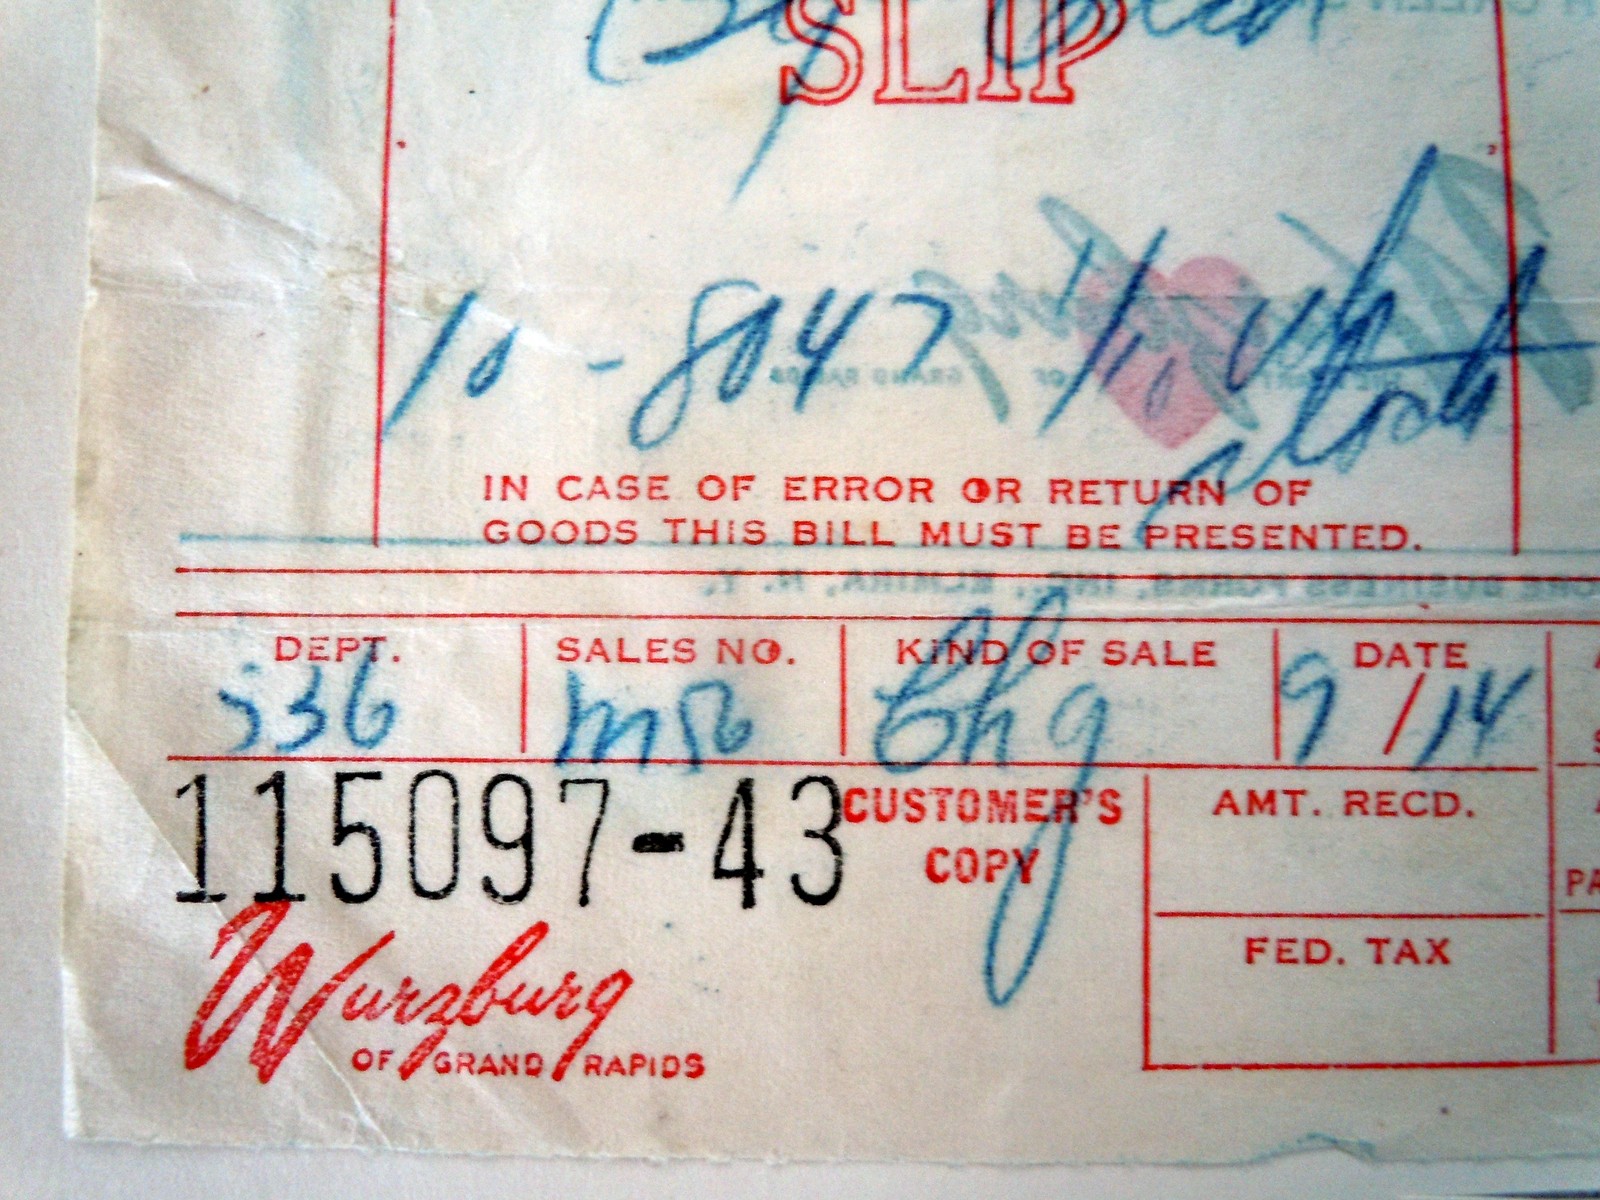 SLIP
10-8047
IN CASE OF ERROR OR RETURN OF
GOODS THIS BILL MUST BE PRESENTED.
DEPT. SALES NO. KIND OF SALE DATE
536 Chg 9/14
115097-43 CUSTOMER'S
COPY
AMT. RECD.
FED. TAX
Wurzburg
OF GRAND RAPIDS